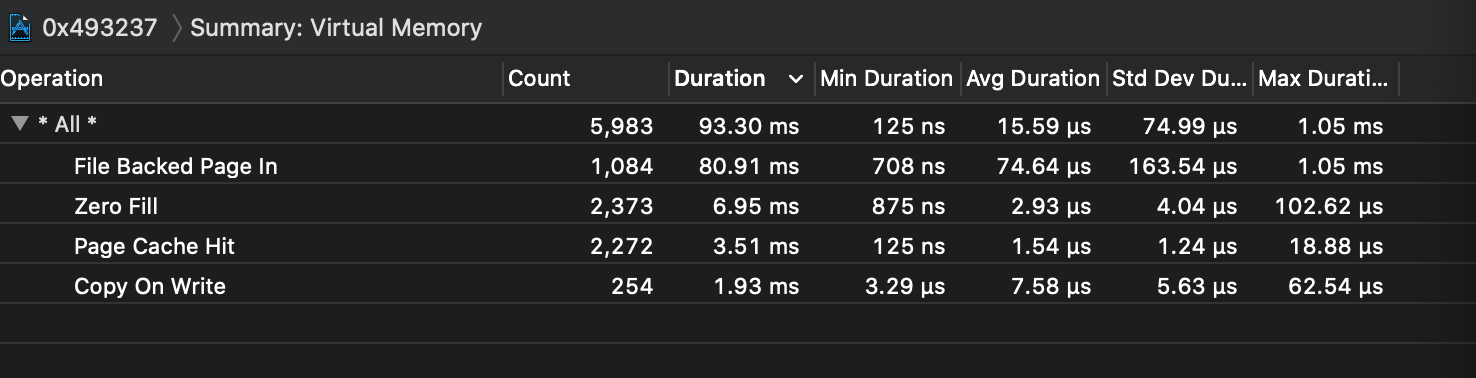 0x493237 Summary: Virtual Memory
Operation Count Duration Min Duration Avg Duration Std Dev Du... Max Durati...
* All * 5,983 93.30 ms 125 ns 15.59 µs 74.99 µs 1.05 ms
File Backed Page In 1,084 80.91 ms 708 ns 74.64 µs 163.54 µs 1.05 ms
Zero Fill 2,373 6.95 ms 875 ns 2.93 µs 4.04 µs 102.62 µs
Page Cache Hit 2,272 3.51 ms 125 ns 1.54 µs 1.24 µs 18.88 µs
Copy On Write 254 1.93 ms 3.29 µs 7.58 µs 5.63 µs 62.54 µs